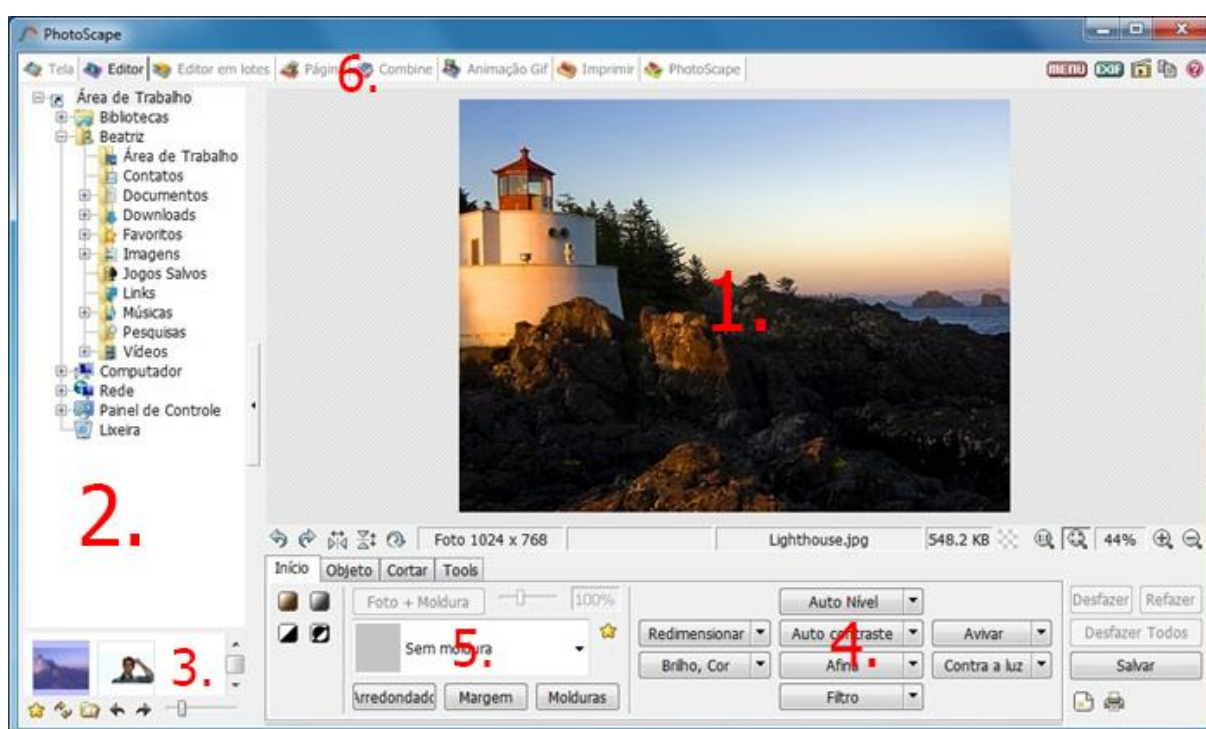 PhotoScape
Tela Editor Editor em lotes Págin Combine Animação Gif Imprimir PhotoScape MENU EXIF
6.
Área de Trabalho
Bibliotecas
Beatriz
Área de Trabalho
Contatos
Documentos
Downloads
Favoritos
Imagens
Jogos Salvos
Links
Músicas
Pesquisas
Vídeos
Computador
Rede
Painel de Controle
Lixeira
1.
2.
Foto 1024 x 768 Lighthouse.jpg 548.2 KB 44%
Início Objeto Cortar Tools
Foto + Moldura 100% Auto Nível Desfazer Refazer
Sem moldura Redimensionar Auto contraste Avivar Desfazer Todos
Brilho, Cor Afina Contra a luz Salvar
Arredondado Margem Molduras Filtro
3.
5.
4.